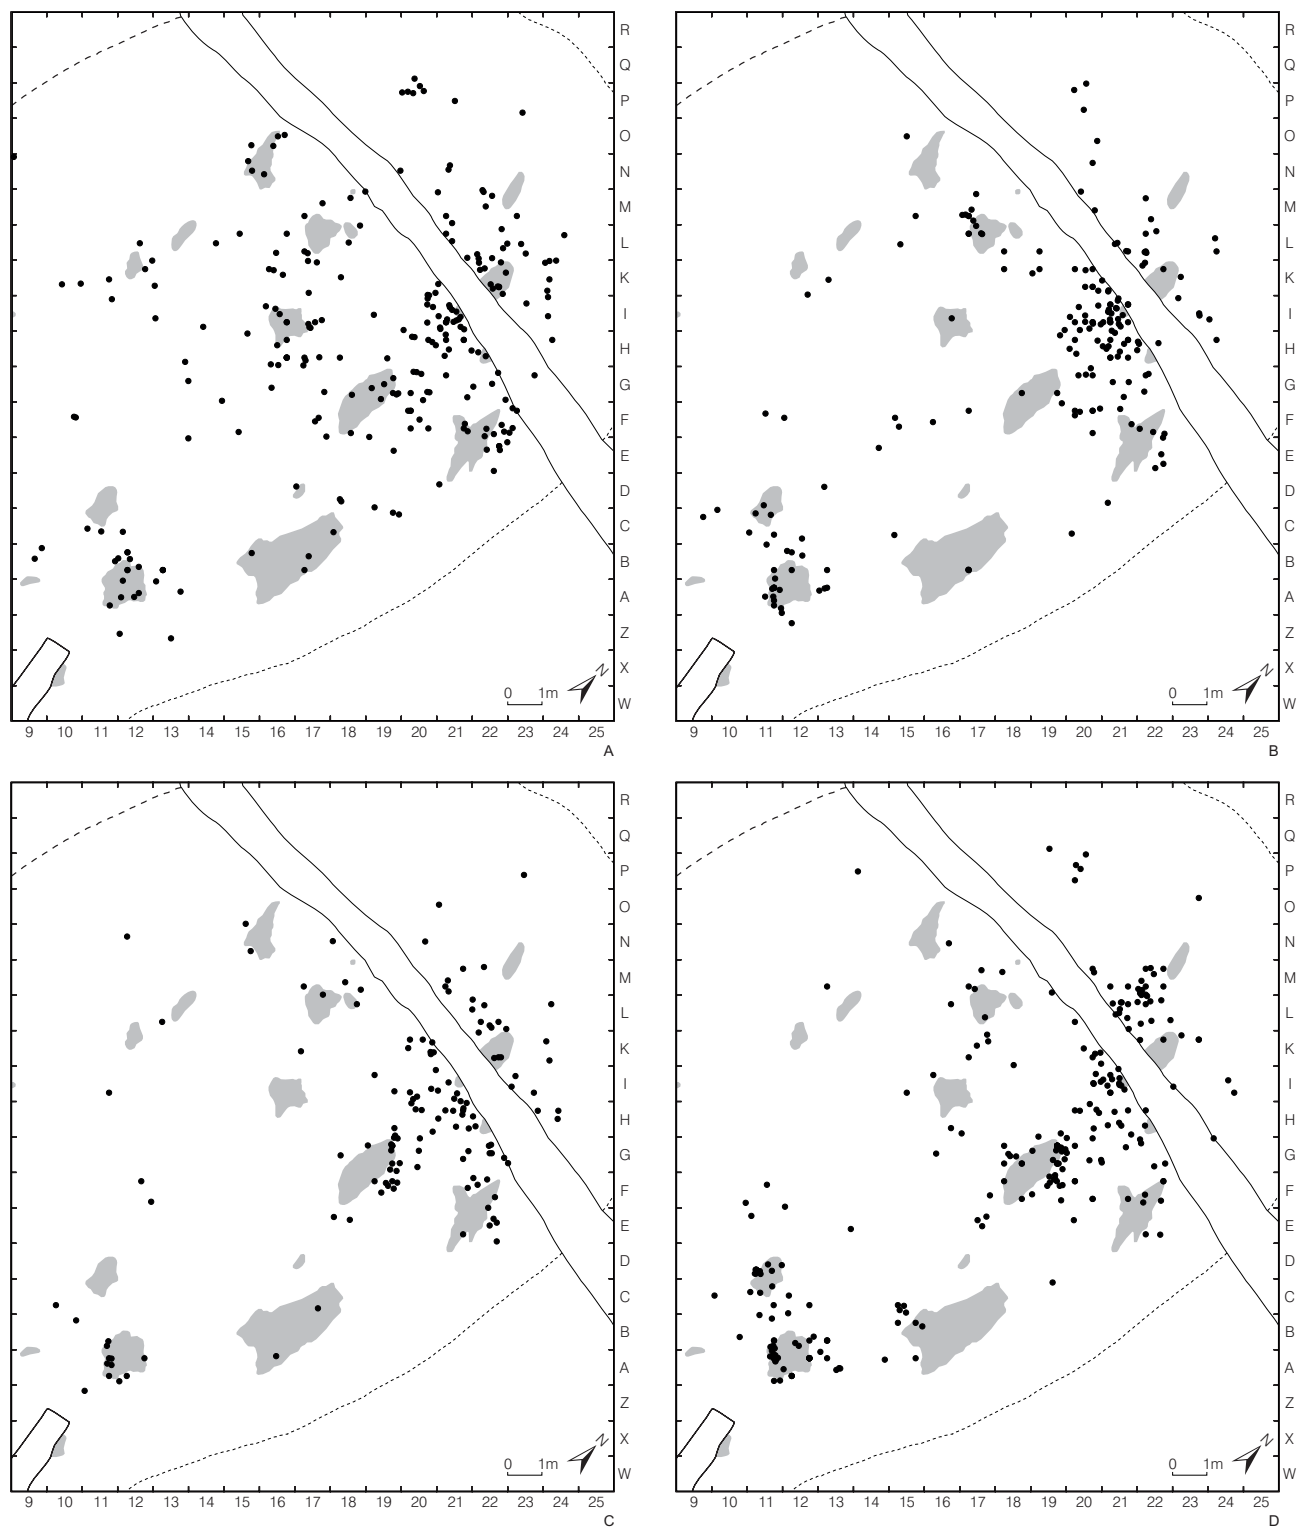 R R
Q Q
P P
O O
N N
M M
L L
K K
I I
H H
G G
F F
E E
D D
C C
B B
A A
Z Z
N N
X X
0 1m 0 1m
W W
9 10 11 12 13 14 15 16 17 18 19 20 21 22 23 24 25 9 10 11 12 13 14 15 16 17 18 19 20 21 22 23 24 25
A B
R R
Q Q
P P
O O
N N
M M
L L
K K
I I
H H
G G
F F
E E
D D
C C
B B
A A
Z Z
N N
X X
0 1m 0 1m
W W
9 10 11 12 13 14 15 16 17 18 19 20 21 22 23 24 25 9 10 11 12 13 14 15 16 17 18 19 20 21 22 23 24 25
C D